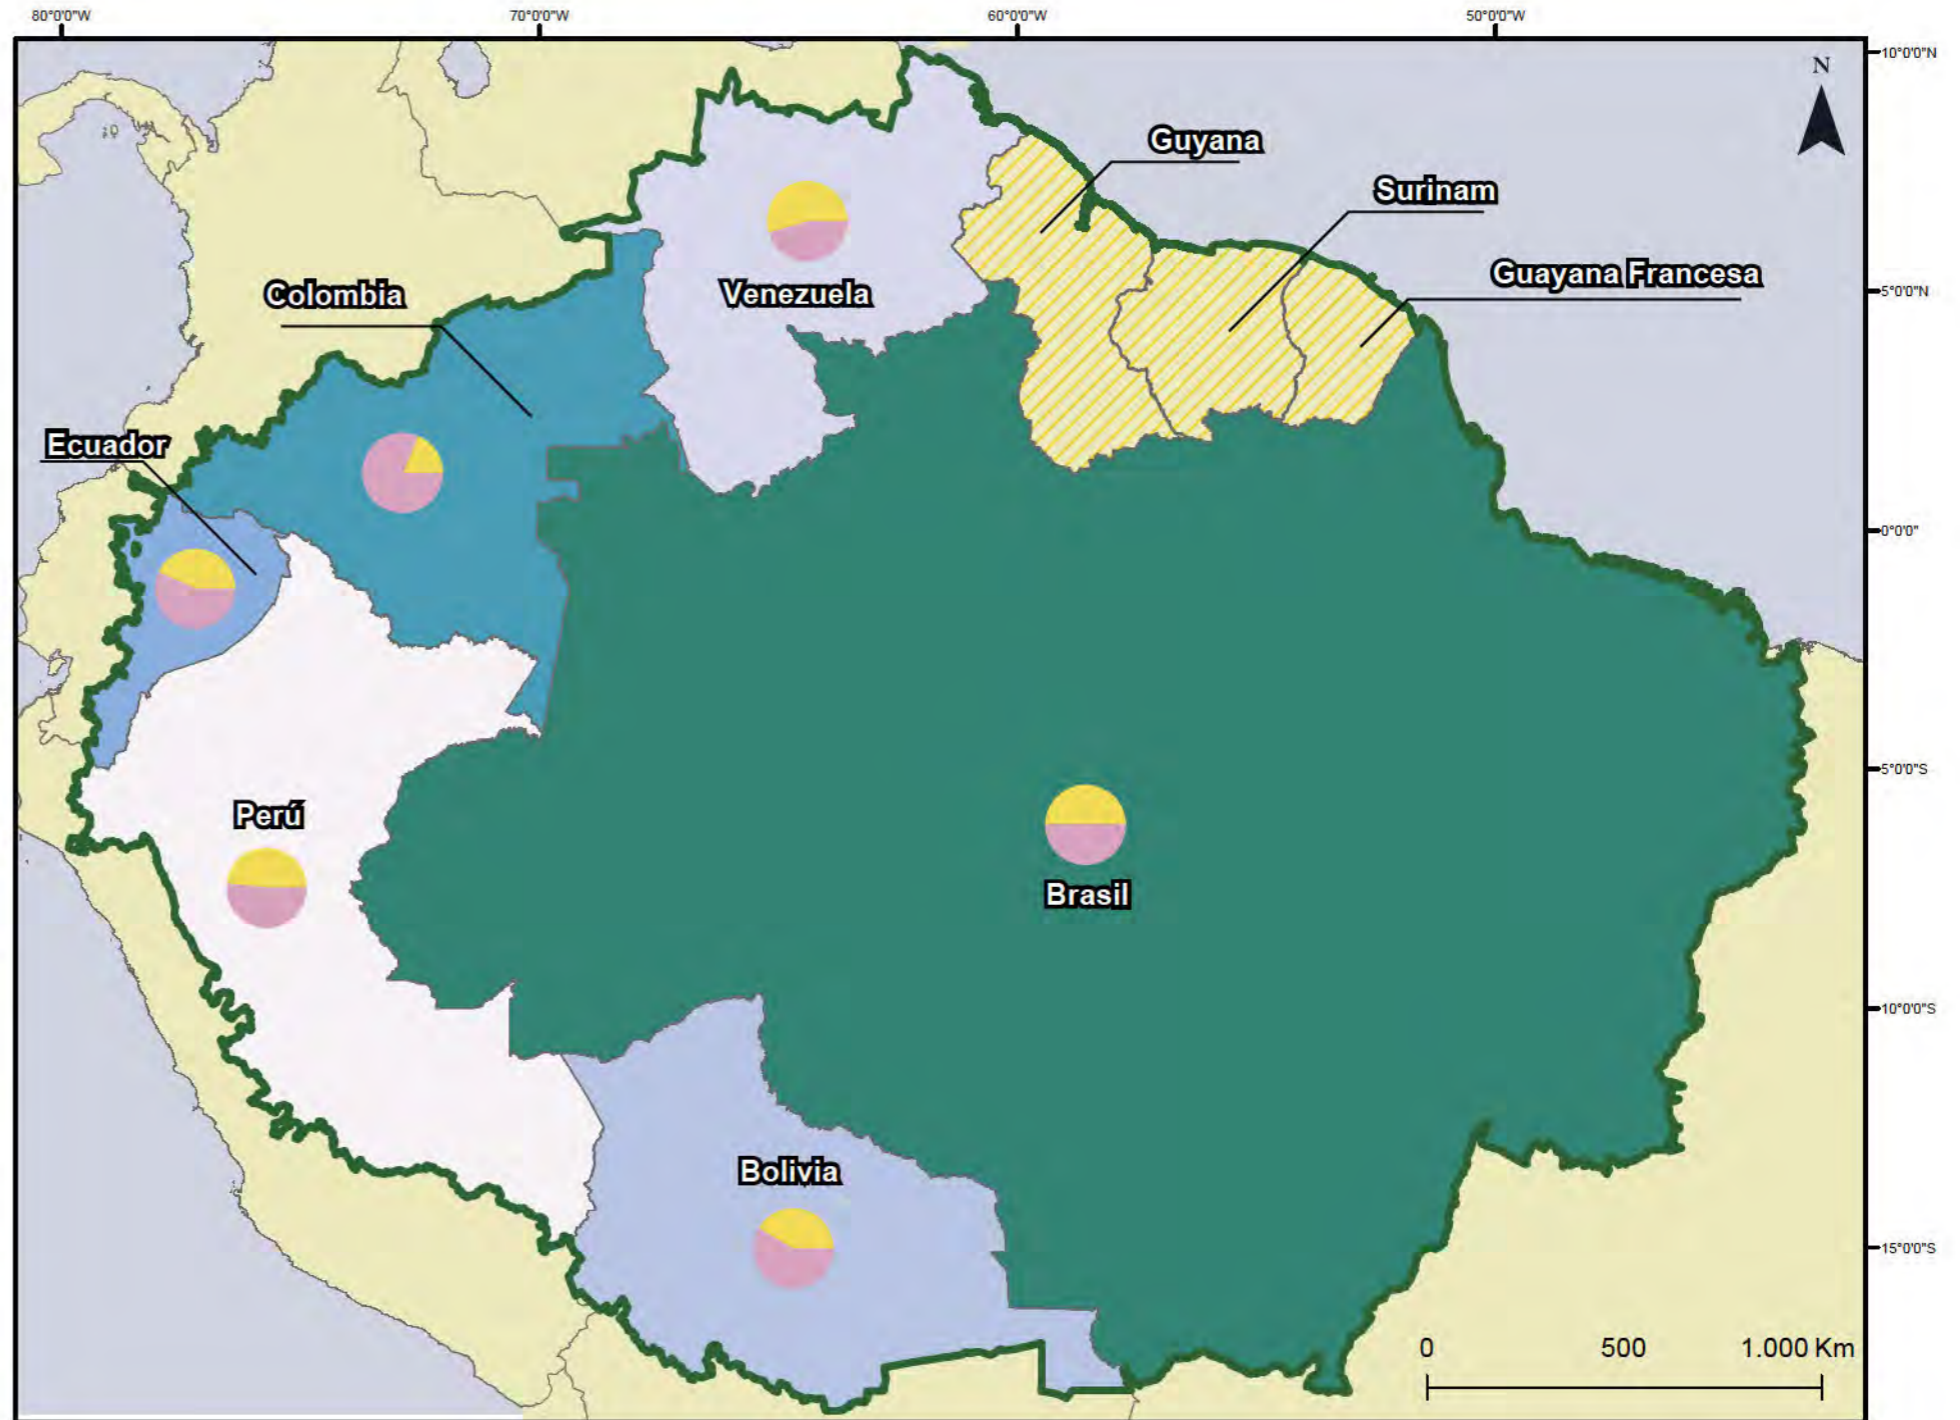 80°0'0"W 70°0'0"W 60°0'0"W 50°0'0"W
10°0'0"N
N
Guyana
Surinam
Guayana Francesa
Colombia
Venezuela
5°0'0"N
Ecuador
0°0'0"
5°0'0"S
Perú
Brasil
10°0'0"S
Bolivia
15°0'0"S
0 500 1.000 Km